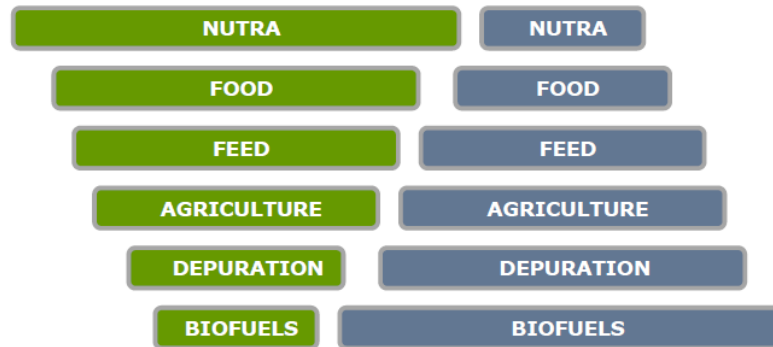 NUTRA NUTRA
FOOD FOOD
FEED FEED
AGRICULTURE AGRICULTURE
DEPURATION DEPURATION
BIOFUELS BIOFUELS